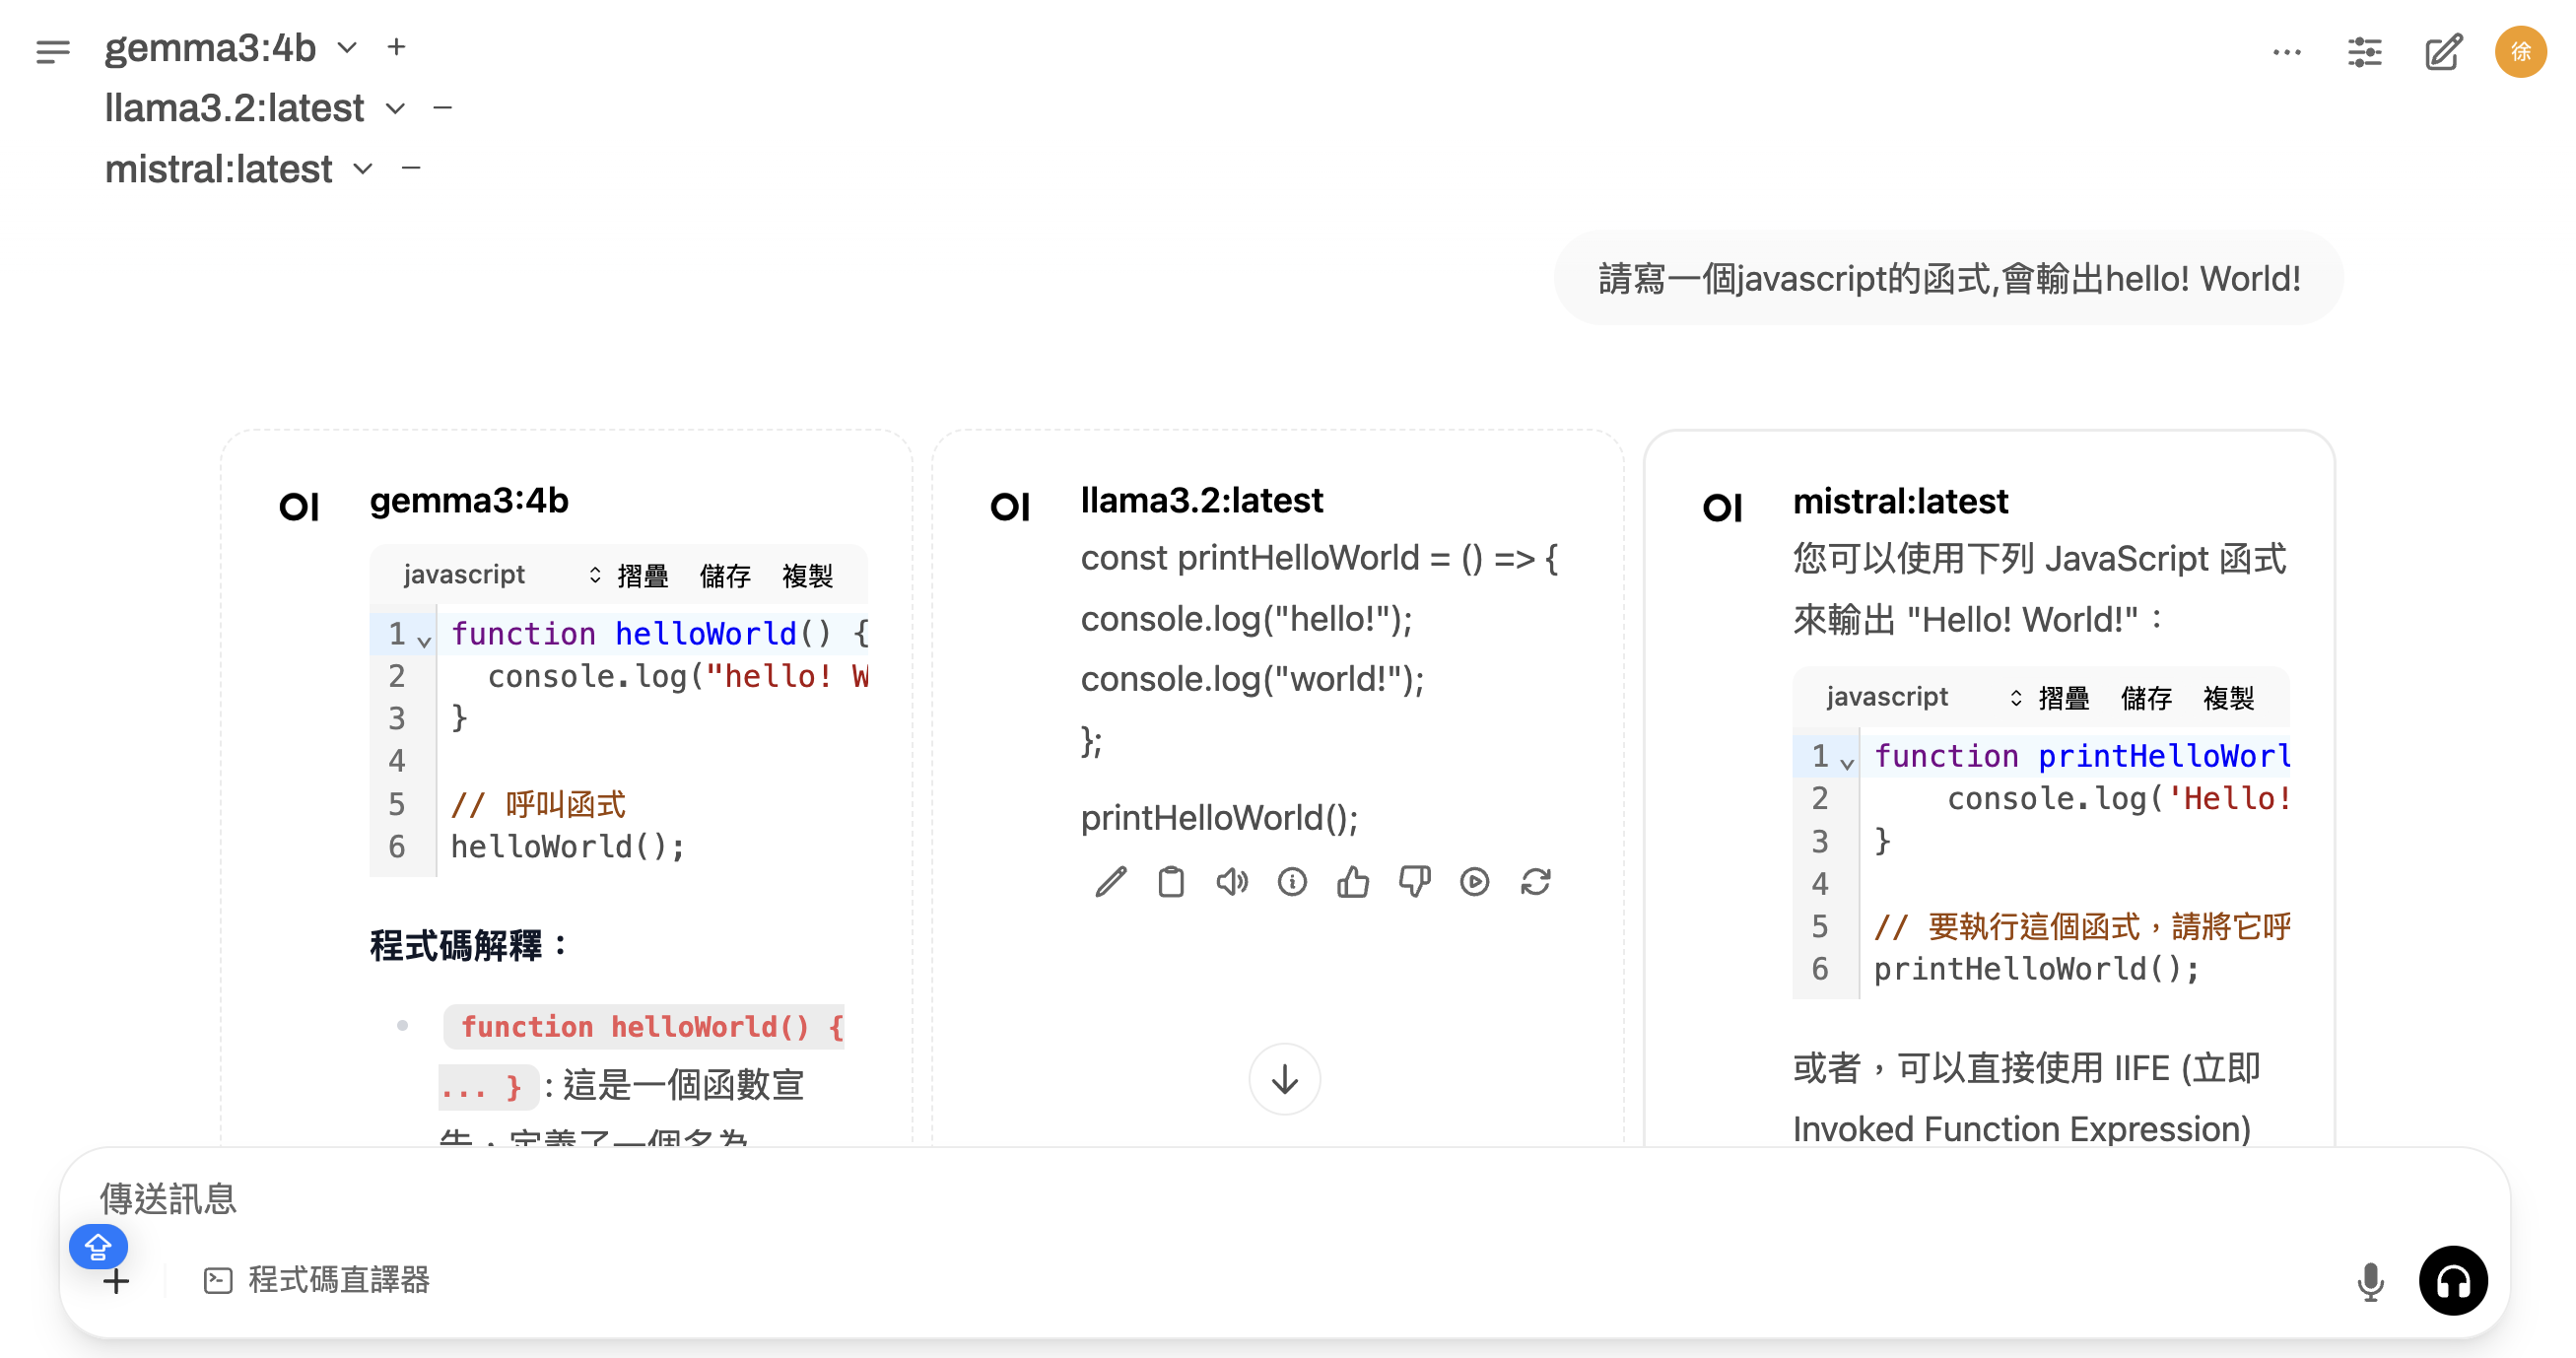 gemma3:4b
llama3.2:latest
mistral:latest
徐
請寫一個javascript的函式,會輸出hello! World!
OI
gemma3:4b
javascript 摺疊 儲存 複製
1 function helloWorld() {
2 console.log("hello! W
3 }
4
5 // 呼叫函式
6 helloWorld();
程式碼解釋：
function helloWorld() {
... } : 這是一個函數宣
告，定義了一個名為
OI
llama3.2:latest
const printHelloWorld = () => {
console.log("hello!");
console.log("world!");
};
printHelloWorld();
OI
mistral:latest
您可以使用下列 JavaScript 函式
來輸出 "Hello! World!"：
javascript 摺疊 儲存 複製
1 function printHelloWorl
2 console.log('Hello!
3 }
4
5 // 要執行這個函式，請將它呼
6 printHelloWorld();
或者，可以直接使用 IIFE (立即
Invoked Function Expression)
傳送訊息
程式碼直譯器